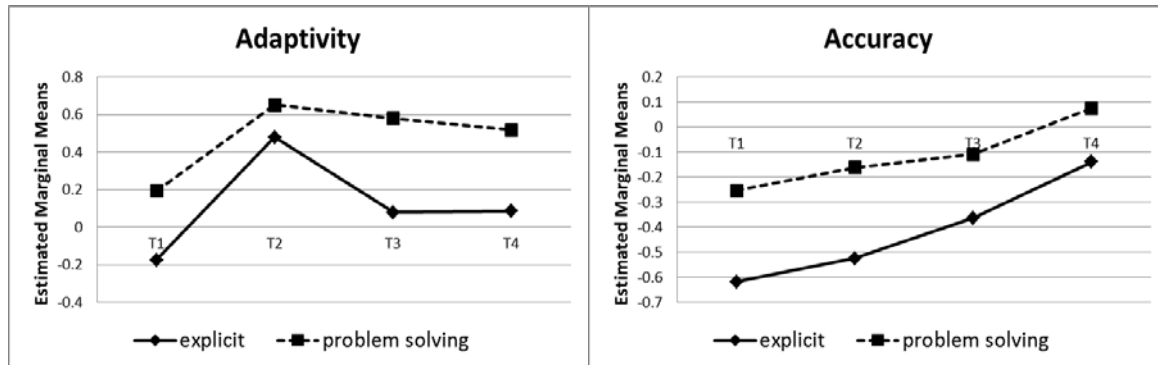 Adaptivity
Estimated Marginal Means
0.8
0.6
0.4
0.2
0
-0.2
-0.4
T1 T2 T3 T4
explicit problem solving
Accuracy
Estimated Marginal Means
0.2
0.1
0
-0.1
-0.2
-0.3
-0.4
-0.5
-0.6
-0.7
T1 T2 T3 T4
explicit problem solving